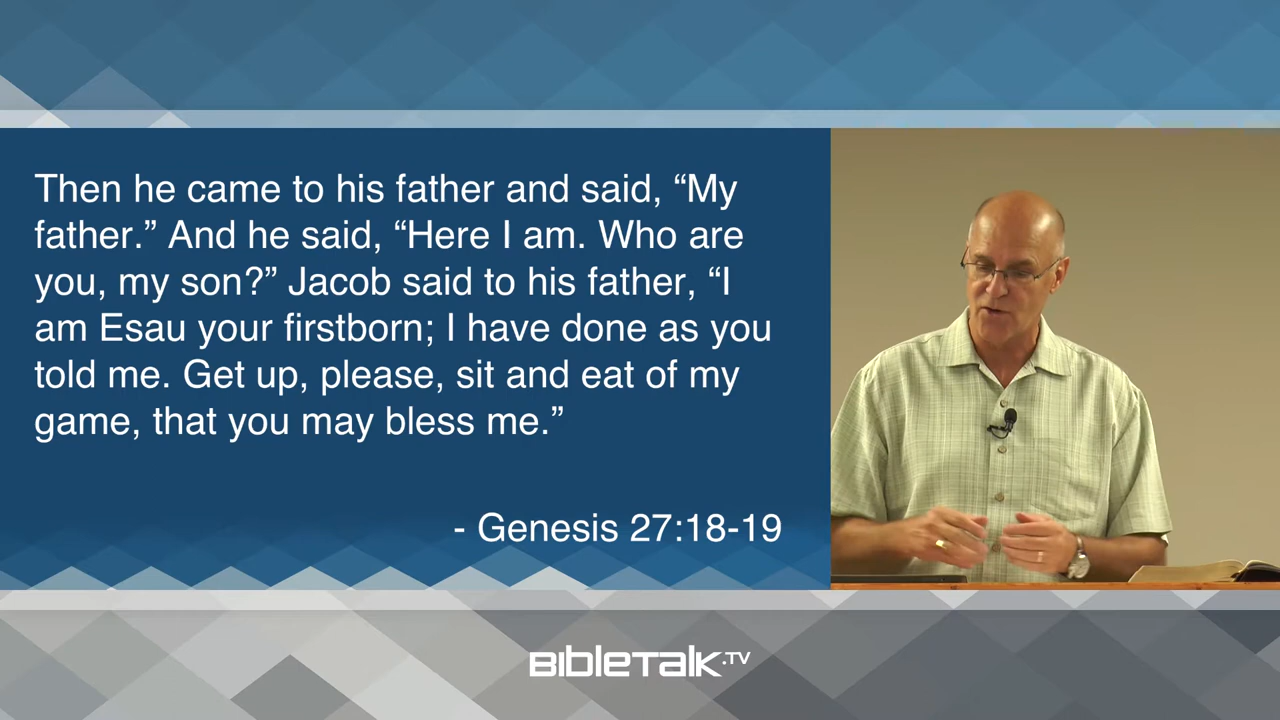 Then he came to his father and said, “My
father.” And he said, “Here I am. Who are
you, my son?” Jacob said to his father, “I
am Esau your firstborn; I have done as you
told me. Get up, please, sit and eat of my
game, that you may bless me.”
- Genesis 27:18-19
BIBLETALK.TV